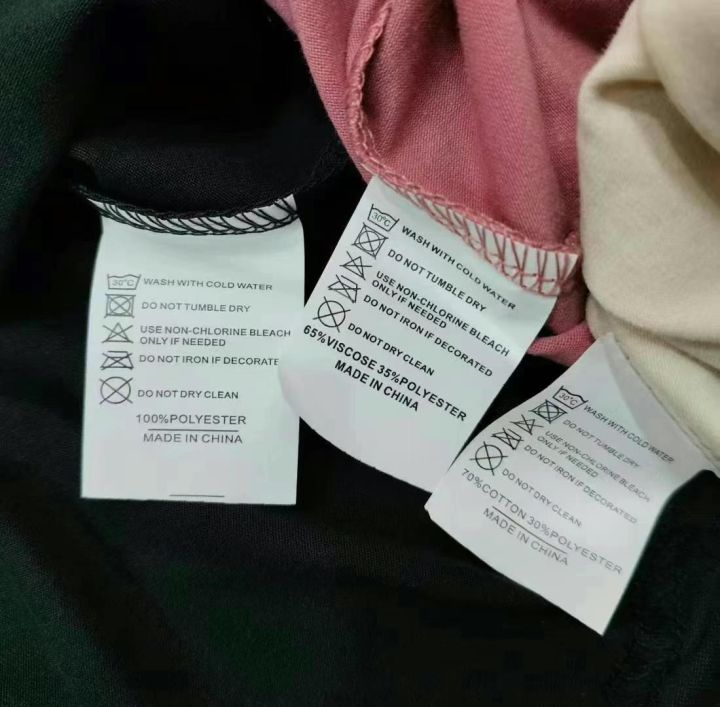 30°C WASH WITH COLD WATER
DO NOT TUMBLE DRY
USE NON-CHLORINE BLEACH
ONLY IF NEEDED
DO NOT IRON IF DECORATE
DO NOT DRY CLEAN
100%POLYESTER
MADE IN CHINA
30°C WASH WITH COLD WATER
DO NOT TUMBLE DRY
USE NON-CHLORINE BLEACH
ONLY IF NEEDED
DO NOT IRON IF DECORATED
DO NOT DRY CLEAN
65%VISCOSE 35%POLYESTER
MADE IN CHINA
30°C WASH WITH COLD WATER
DO NOT TUMBLE DRY
USE NON-CHLORINE BLEACH
ONLY IF NEEDED
DO NOT IRON IF DECORATED
DO NOT DRY CLEAN
70%COTTON 30%POLYESTER
MADE IN CHINA